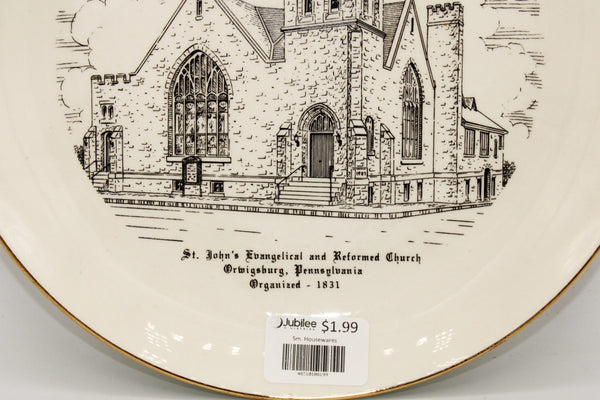 St. John's Evangelical and Reformed Church
Orwigsburg, Pennsylvania
Organized - 1831
Jubilee $1.99
Sm. Housewares